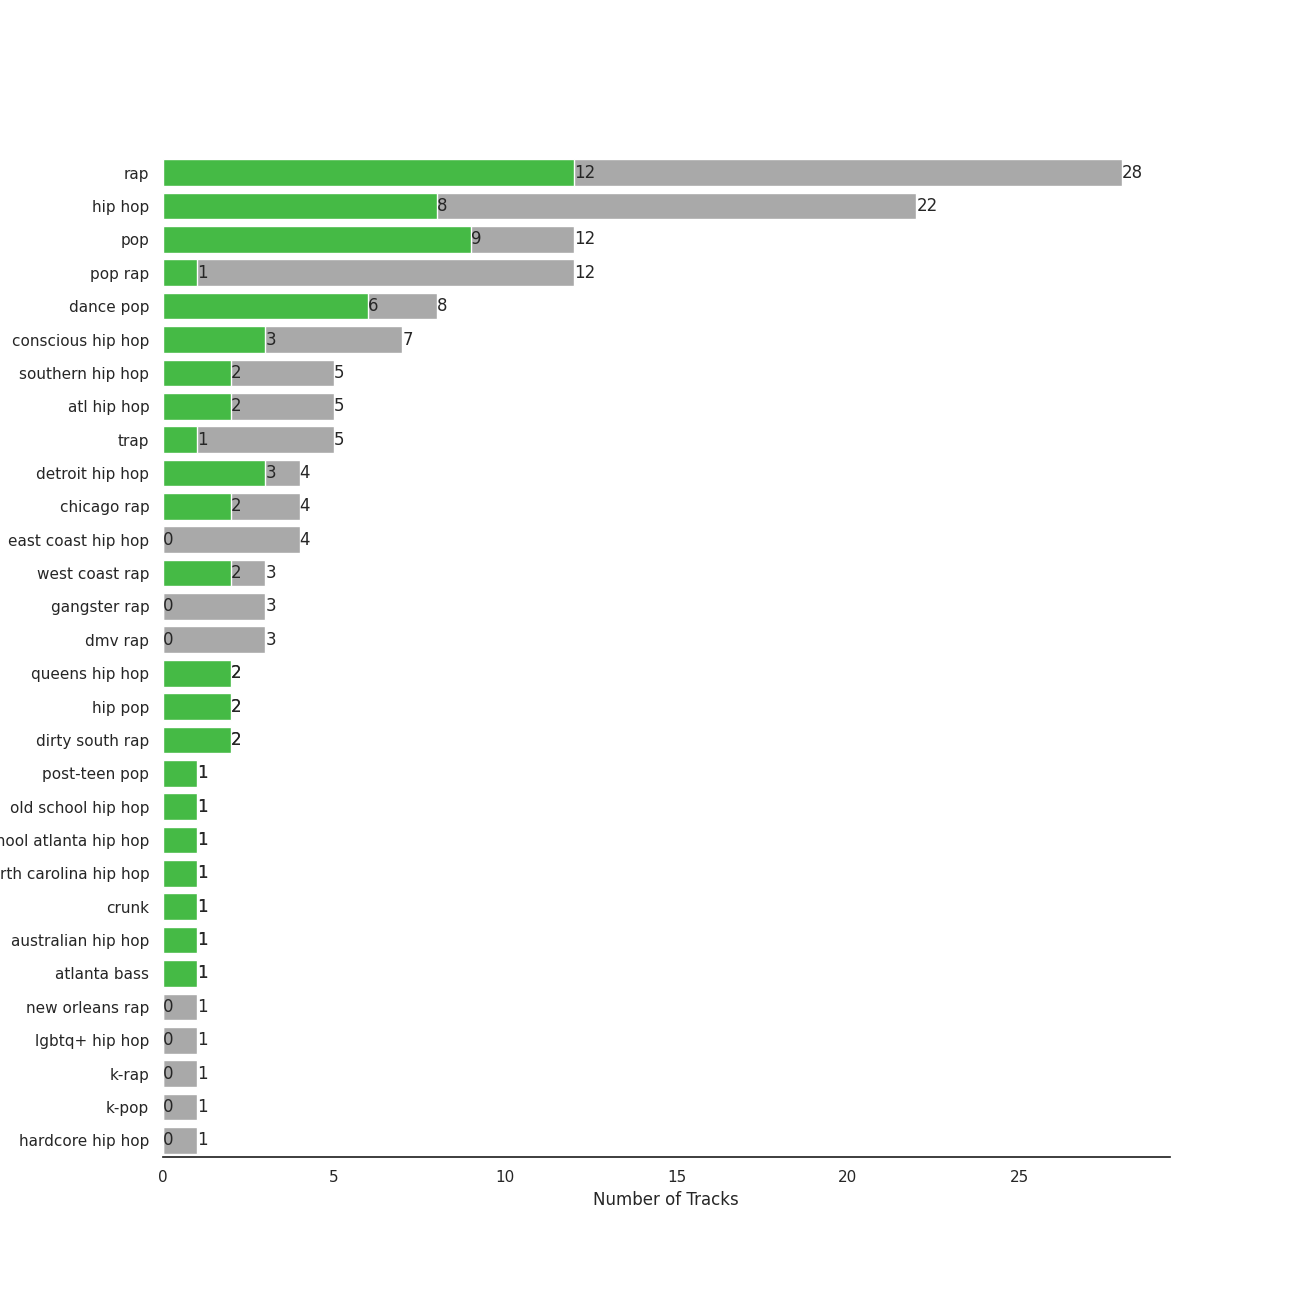 rap 12 28
hip hop 8 22
pop 9 12
pop rap 1 12
dance pop 6 8
conscious hip hop 3 7
southern hip hop 2 5
atl hip hop 2 5
trap 1 5
detroit hip hop 3 4
chicago rap 2 4
east coast hip hop 0 4
west coast rap 2 3
gangster rap 0 3
dmv rap 0 3
queens hip hop 2
hip pop 2
dirty south rap 2
post-teen pop 1
old school hip hop 1
hool atlanta hip hop 1
rth carolina hip hop 1
crunk 1
australian hip hop 1
atlanta bass 1
new orleans rap 0 1
lgbtq+ hip hop 0 1
k-rap 0 1
k-pop 0 1
hardcore hip hop 0 1
0 5 10 15 20 25
Number of Tracks